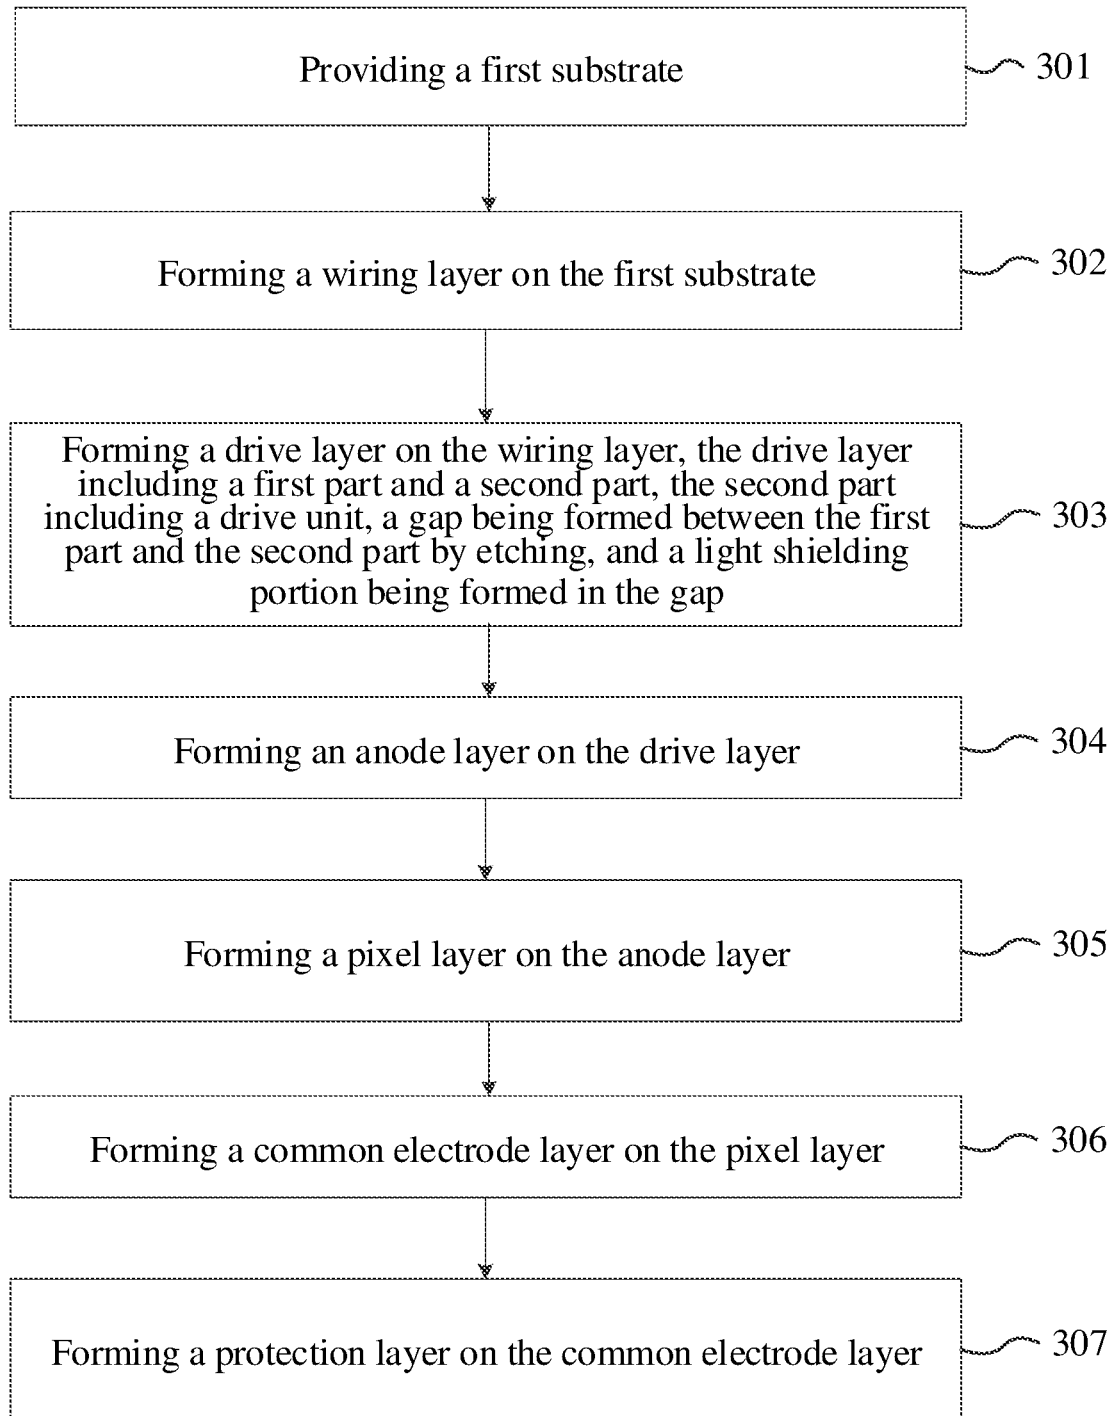 Providing a first substrate
301
Forming a wiring layer on the first substrate
302
Forming a drive layer on the wiring layer, the drive layer
including a first part and a second part, the second part
including a drive unit, a gap being formed between the first
part and the second part by etching, and a light shielding
portion being formed in the gap
303
Forming an anode layer on the drive layer
304
Forming a pixel layer on the anode layer
305
Forming a common electrode layer on the pixel layer
306
Forming a protection layer on the common electrode layer
307